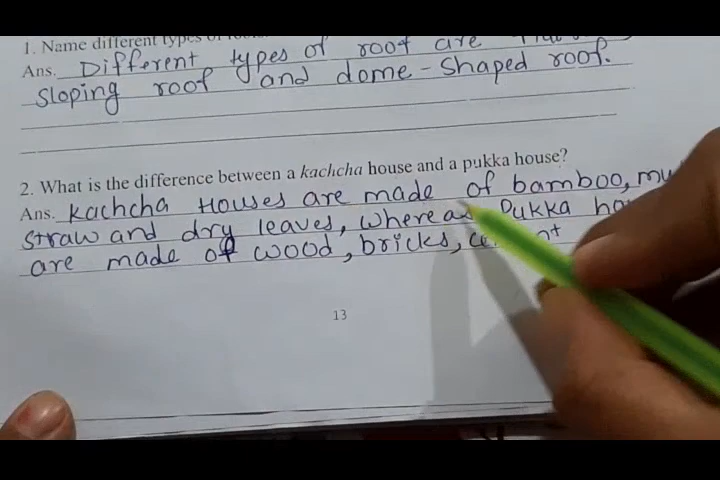 1. Name different types of
Ans. Different types of roof are
sloping roof and dome-shaped roof.
2. What is the difference between a kachcha house and a pukka house?
Ans. Kachcha Houses are made of bamboo,
straw and dry leaves, whereas Pukka
are made of wood, bricks,
13